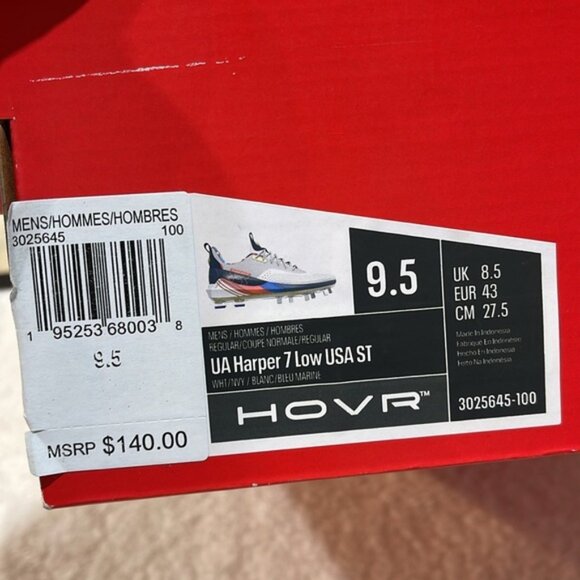 MENS/HOMMES/HOMBRES
3025645 100
1 95253 68003 8
9.5
MSRP $140.00
9.5
MENS / HOMMES / HOMBRES
REGULAR/COUPE NORMALE/REGULAR
UA Harper 7 Low USA ST
WHT/NVY / BLANC/BLEU MARINE
HOVR™
UK 8.5
EUR 43
CM 27.5
Made In Indonesia
Fabriqué En Indonésie
Hecho En Indonesia
Feito Na Indonésia
3025645-100